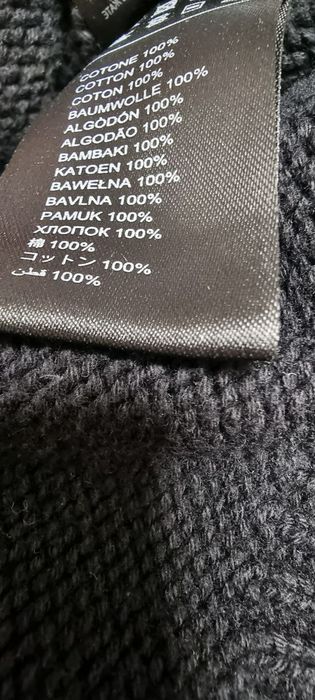 COTONE 100%
COTTON 100%
COTON 100%
BAUMWOLLE 100%
ALGODÓN 100%
ALGODÃO 100%
BAMBAKI 100%
KATOEN 100%
BAWEŁNA 100%
BAVLNA 100%
PAMUK 100%
ХЛОПОК 100%
棉 100%
コットン 100%
قطن 100%